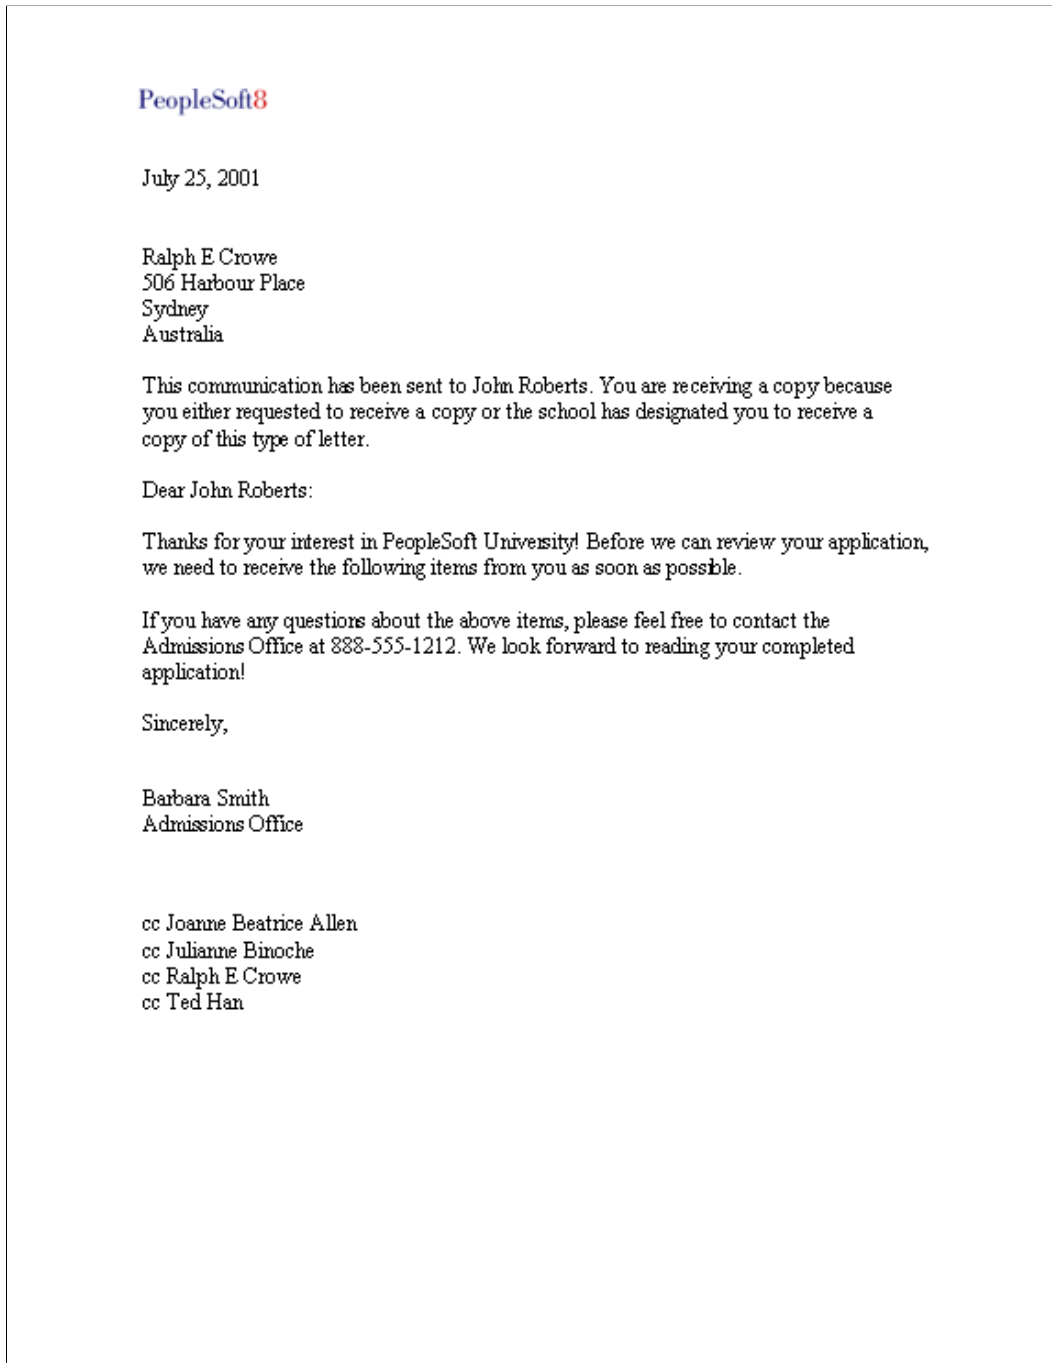 PeopleSoft8
July 25, 2001
Ralph E Crowe
506 Harbour Place
Sydney
Australia
This communication has been sent to John Roberts. You are receiving a copy because
you either requested to receive a copy or the school has designated you to receive a
copy of this type of letter.
Dear John Roberts:
Thanks for your interest in PeopleSoft University! Before we can review your application,
we need to receive the following items from you as soon as possible.
If you have any questions about the above items, please feel free to contact the
Admissions Office at 888-555-1212. We look forward to reading your completed
application!
Sincerely,
Barbara Smith
Admissions Office
cc Joanne Beatrice Allen
cc Julianne Binoche
cc Ralph E Crowe
cc Ted Han